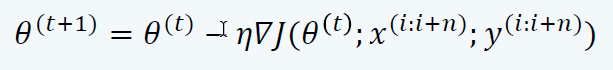 θ^(t+1) = θ^(t) − η∇J(θ^(t); x^(i:i+n); y^(i:i+n))